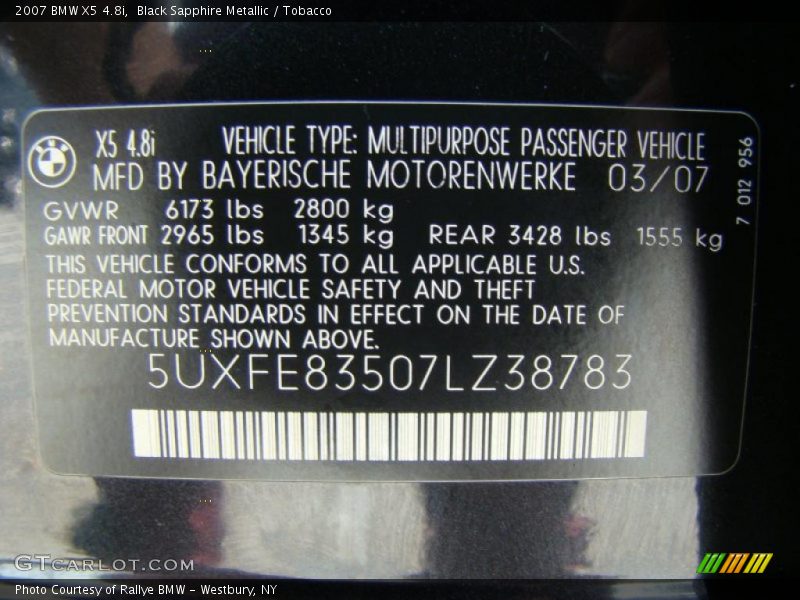 2007 BMW X5 4.8i, Black Sapphire Metallic / Tobacco
BMW
X5 4.8i VEHICLE TYPE: MULTIPURPOSE PASSENGER VEHICLE
MFD BY BAYERISCHE MOTORENWERKE 03/07
7 012 956
GVWR 6173 lbs 2800 kg
GAWR FRONT 2965 lbs 1345 kg REAR 3428 lbs 1555 kg
THIS VEHICLE CONFORMS TO ALL APPLICABLE U.S.
FEDERAL MOTOR VEHICLE SAFETY AND THEFT
PREVENTION STANDARDS IN EFFECT ON THE DATE OF
MANUFACTURE SHOWN ABOVE.
5UXFE83507LZ38783
GTCARLOT.COM
Photo Courtesy of Rallye BMW - Westbury, NY